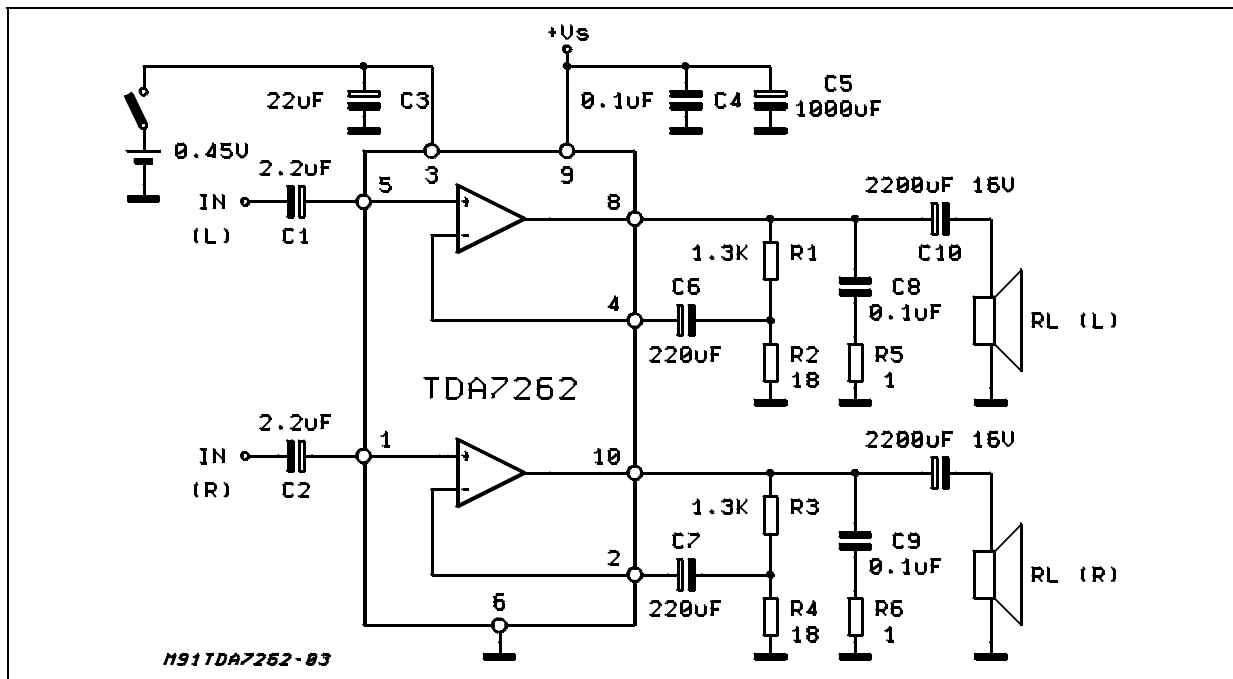 +Vs
22uF C3
0.1uF C4
C5
1000uF
0.45V
2.2uF
IN
(L)
C1
5
3
9
+
-
8
4
2200uF 16V
C10
1.3K R1
C6
220uF
R2
18
C8
0.1uF
R5
1
RL (L)
TDA7262
2.2uF
IN
(R)
C2
1
+
-
10
2
6
2200uF 16V
1.3K R3
C7
220uF
R4
18
C9
0.1uF
R6
1
RL (R)
M91TDA7262-03